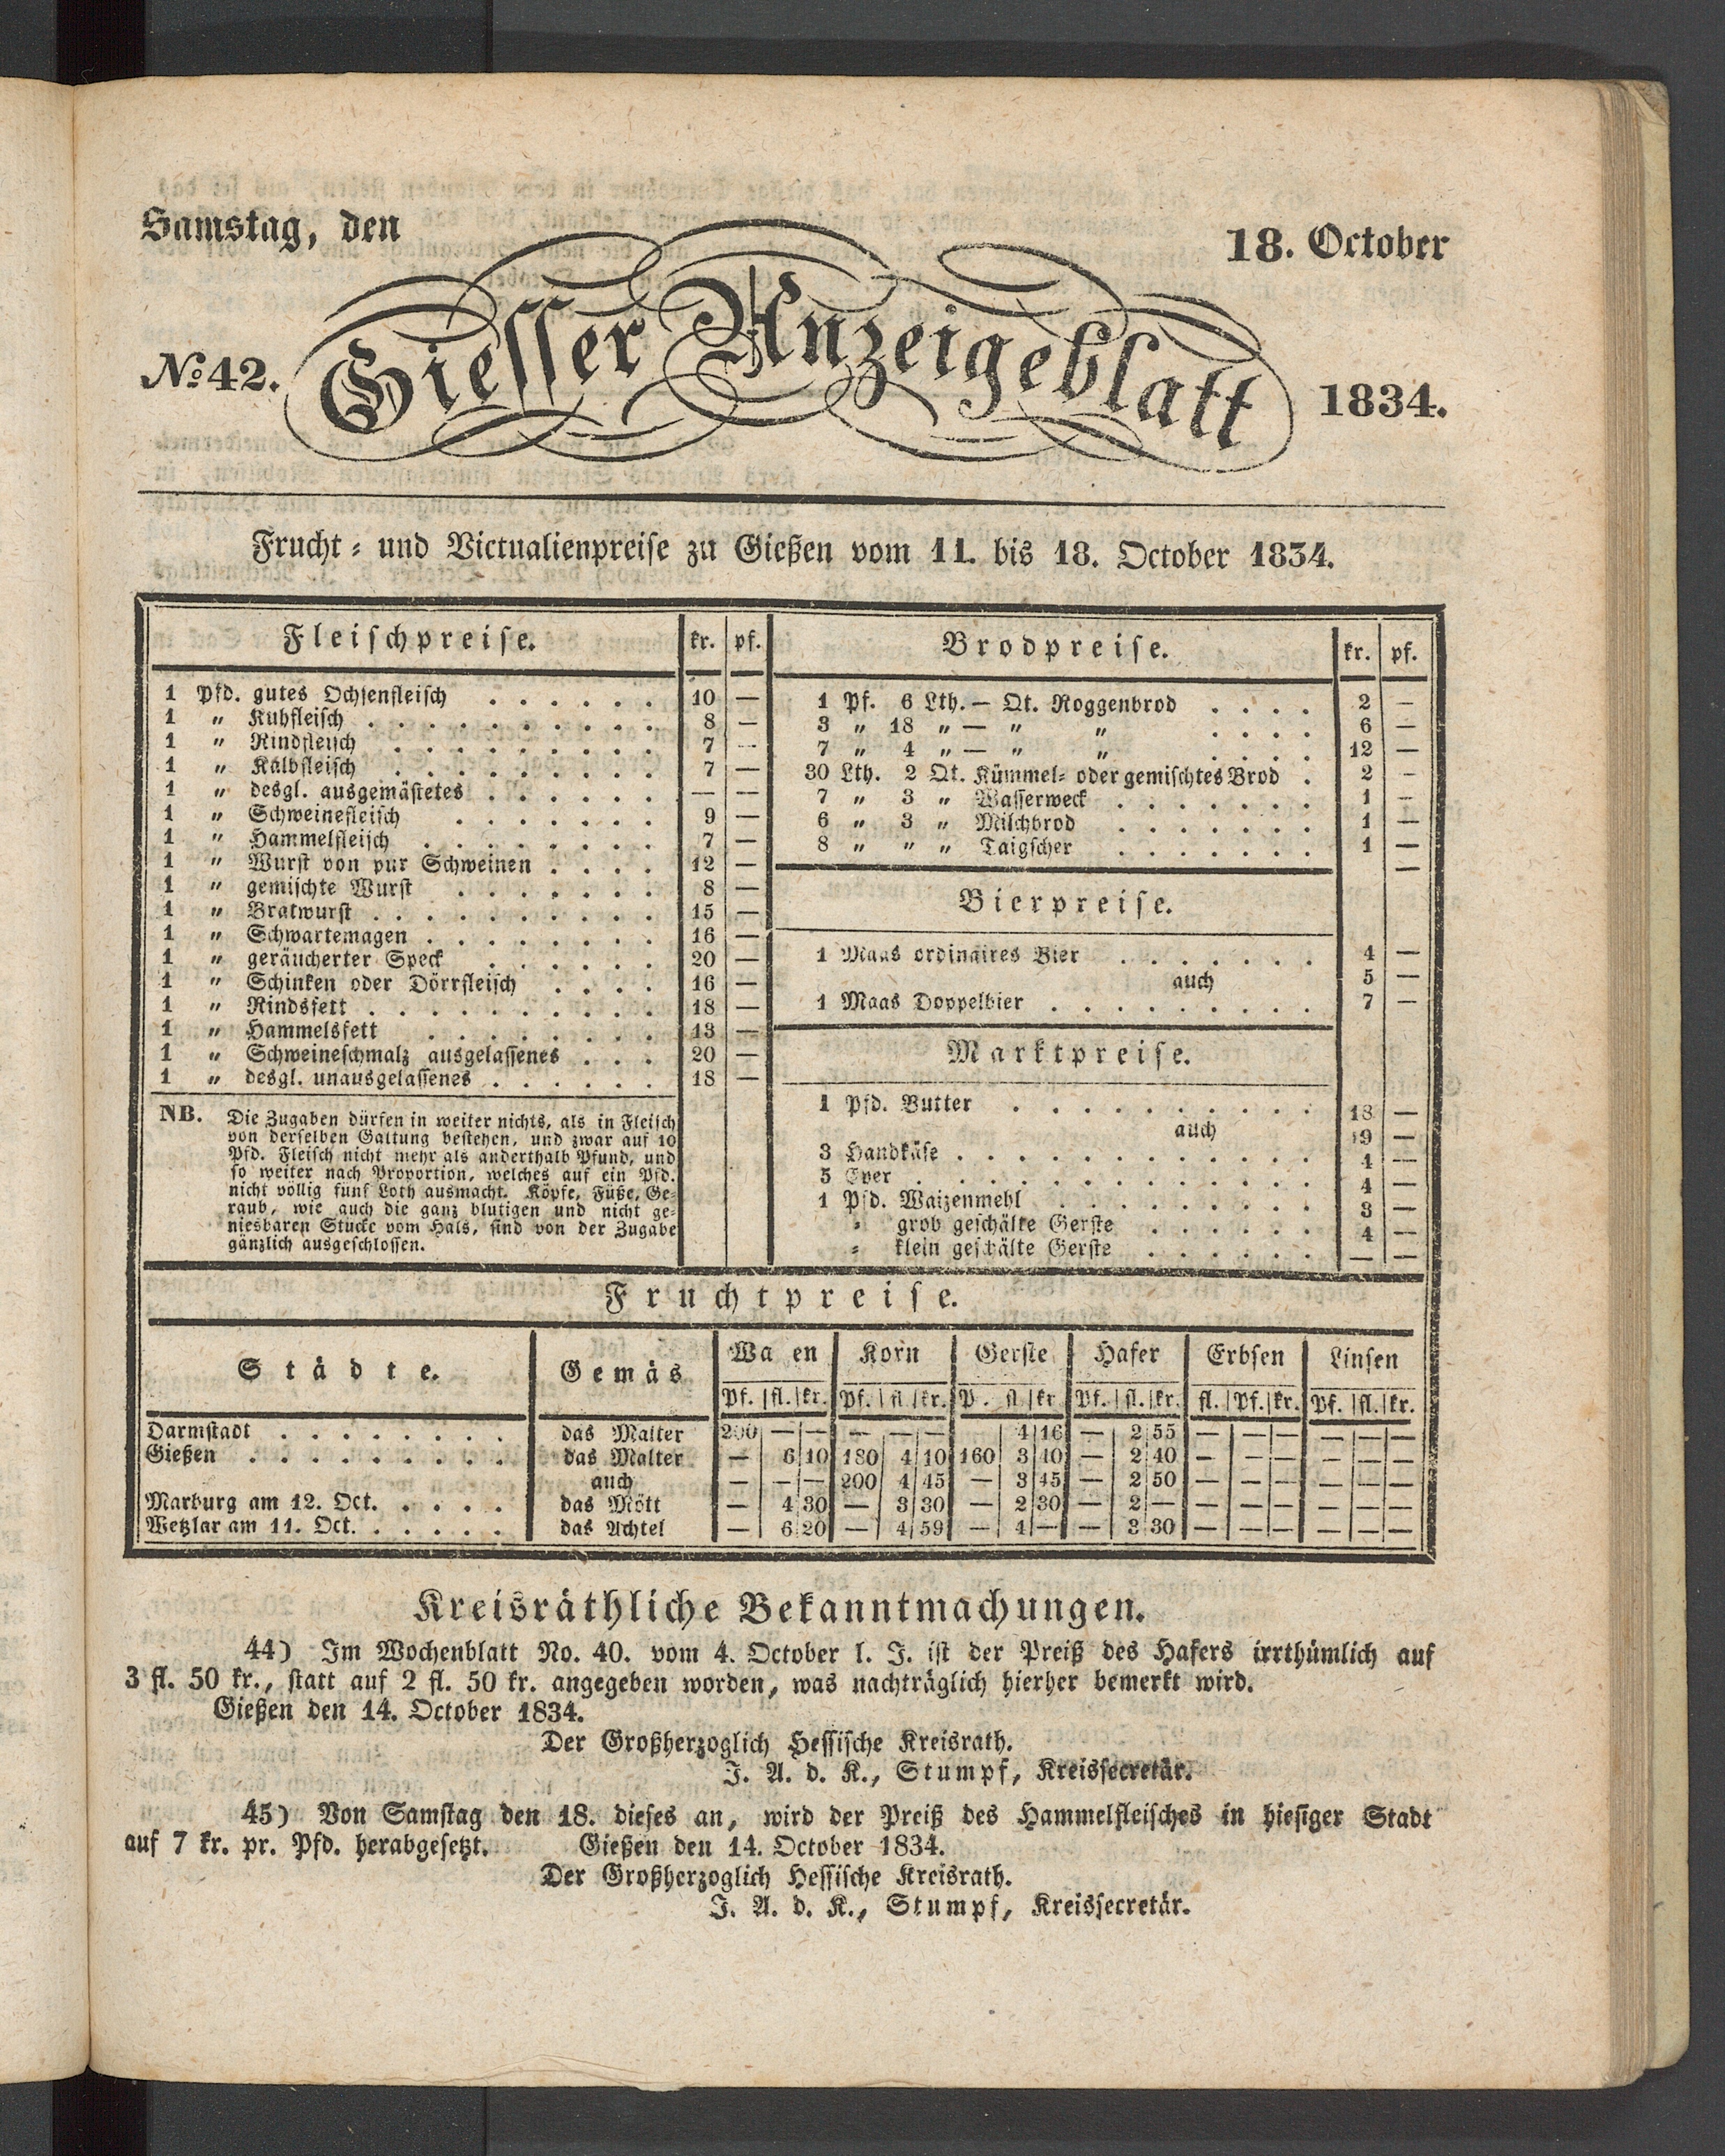 Samstag, den
18. October
No. 42.
Giesser Anzeigeblatt
1834.
Frucht- und Victualienpreise zu Gießen vom 11. bis 18. October 1834.
Fleischpreise. kr. pf.
1 Pfd. gutes Ochsenfleisch . . . . . . 10 —
1 „ Kuhfleisch . . . . . . . . . . 8 —
1 „ Rindfleisch . . . . . . . . . . 7 —
1 „ Kalbfleisch . . . . . . . . . . 7 —
1 „ desgl. ausgemästetes . . . . . . — —
1 „ Schweinefleisch . . . . . . . 9 —
1 „ Hammelfleisch . . . . . . . . 7 —
1 „ Wurst von pur Schweinen . . . . 12 —
1 „ gemischte Wurst . . . . . . . 8 —
1 „ Bratwurst . . . . . . . . . . 15 —
1 „ Schwartemagen . . . . . . . . 16 —
1 „ geräucherter Speck . . . . . . 20 —
1 „ Schinken oder Dörrfleisch . . . . 16 —
1 „ Rindsfett . . . . . . . . . . 18 —
1 „ Hammelsfett . . . . . . . . 13 —
1 „ Schweineschmalz ausgelassenes . . . 20 —
1 „ desgl. unausgelassenes . . . . . . 18 —
NB. Die Zugaben dürfen in weiter nichts, als in Fleisch
von derselben Gattung bestehen, und zwar auf 10
Pfd. Fleisch nicht mehr als anderthalb Pfund, und
so weiter nach Proportion, welches auf ein Pfd.
nicht völlig fünf Loth ausmacht. Köpfe, Füße, Ge-
raub, wie auch die ganz blutigen und nicht ge-
niesbaren Stücke vom Hals, sind von der Zugabe
gänzlich ausgeschlossen.
Brodpreise. kr. pf.
1 Pf. 6 Lth. — Qt. Roggenbrod . . . . 2 —
3 „ 18 „ — „ „ . . . . 6 —
7 „ 4 „ — „ „ . . . . 12 —
30 Lth. 2 Qt. Kümmel- oder gemischtes Brod . 2 —
7 „ 3 „ Wasserweck . . . . . . . 1 —
6 „ 3 „ Milchbrod . . . . . . . 1 —
8 „ „ „ Taigscher . . . . . . . 1 —
—
Bierpreise.
1 Maas ordinaires Bier . . . . . . . 4 —
auch 5 —
1 Maas Doppelbier . . . . . . . . . 7 —
Marktpreise.
1 Pfd. Butter . . . . . . . . . . 18 —
auch 19 —
3 Handkäse . . . . . . . . . . . . 4 —
5 Eyer . . . . . . . . . . . . . . 4 —
1 Pfd. Waizenmehl . . . . . . . . . 3 —
- grob geschälte Gerste . . . . . . 4 —
- klein geschälte Gerste . . . . . . — —
Fruchtpreise.
Städte. Gemäs Wa en Korn Gerste Hafer Erbsen Linsen
Pf. fl. kr. Pf. fl. kr. P . fl kr Pf. fl. kr. fl. Pf. kr. Pf. fl. kr.
Darmstadt . . . . . . . . . das Malter 200 — — — — — 4 16 — 2 55 — — — — — —
Gießen . . . . . . . . . . das Malter — 6 10 180 4 10 160 3 40 — 2 40 — — — — — —
auch — — — 200 4 45 — 3 45 — 2 50 — — — — — —
Marburg am 12. Oct. . . . . das Mött — 4 30 — 3 30 — 2 30 — 2 — — — — — — —
Wetzlar am 11. Oct. . . . . . das Achtel — 6 20 — 4 59 — 4 — — 3 30 — — — — — —
Kreisräthliche Bekanntmachungen.
44) Im Wochenblatt No. 40. vom 4. October l. J. ist der Preiß des Hafers irrthümlich auf
3 fl. 50 kr., statt auf 2 fl. 50 kr. angegeben worden, was nachträglich hierher bemerkt wird.
Gießen den 14. October 1834.
Der Großherzoglich Hessische Kreisrath.
J. A. d. K., Stumpf, Kreissecretär.
45) Von Samstag den 18. dieses an, wird der Preiß des Hammelfleisches in hiesiger Stadt
auf 7 kr. pr. Pfd. herabgesetzt. Gießen den 14. October 1834.
Der Großherzoglich Hessische Kreisrath.
J. A. d. K., Stumpf, Kreissecretär.